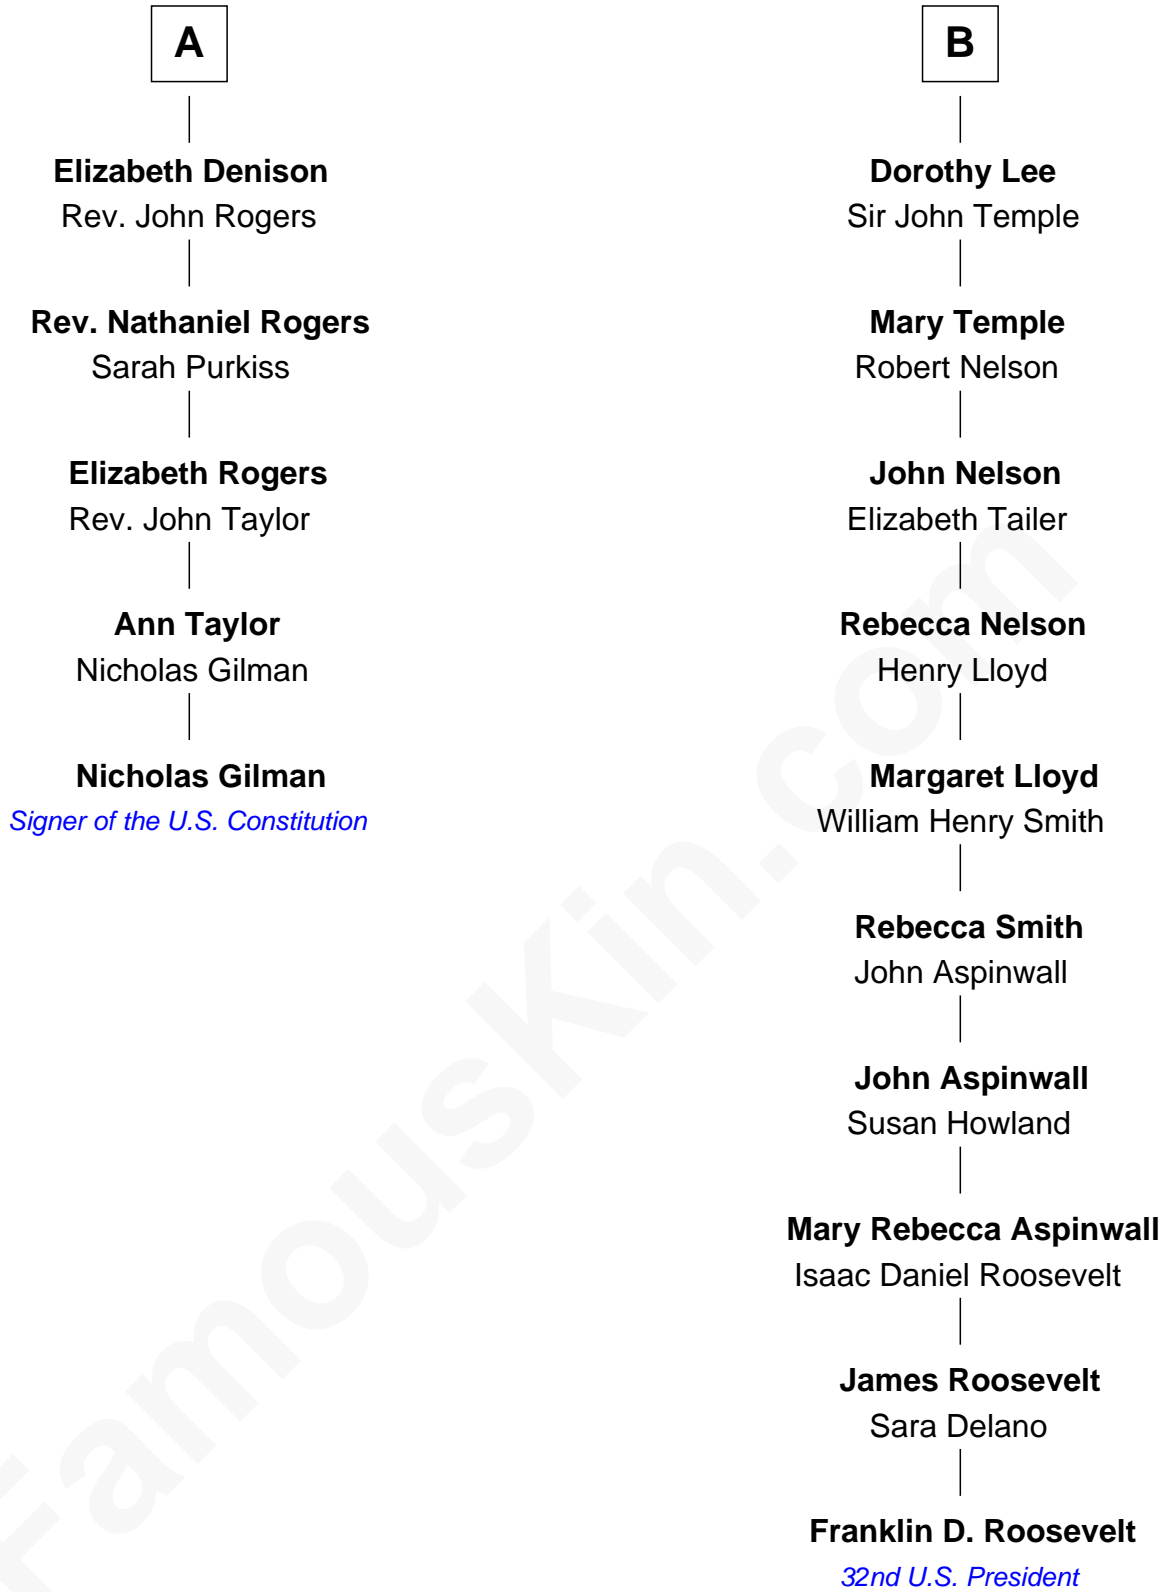 A
Elizabeth Denison
Rev. John Rogers
Rev. Nathaniel Rogers
Sarah Purkiss
Elizabeth Rogers
Rev. John Taylor
Ann Taylor
Nicholas Gilman
Nicholas Gilman
Signer of the U.S. Constitution
B
Dorothy Lee
Sir John Temple
Mary Temple
Robert Nelson
John Nelson
Elizabeth Tailer
Rebecca Nelson
Henry Lloyd
Margaret Lloyd
William Henry Smith
Rebecca Smith
John Aspinwall
John Aspinwall
Susan Howland
Mary Rebecca Aspinwall
Isaac Daniel Roosevelt
James Roosevelt
Sara Delano
Franklin D. Roosevelt
32nd U.S. President
FamousKin.com